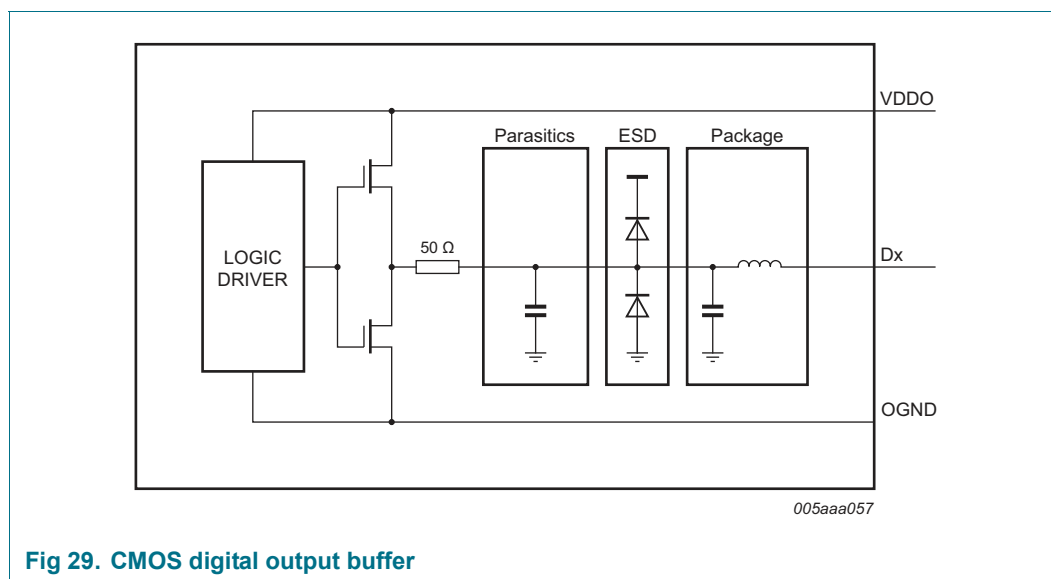 VDDO
Parasitics ESD Package
50 Ω
LOGIC
DRIVER
Dx
OGND
005aaa057
Fig 29. CMOS digital output buffer